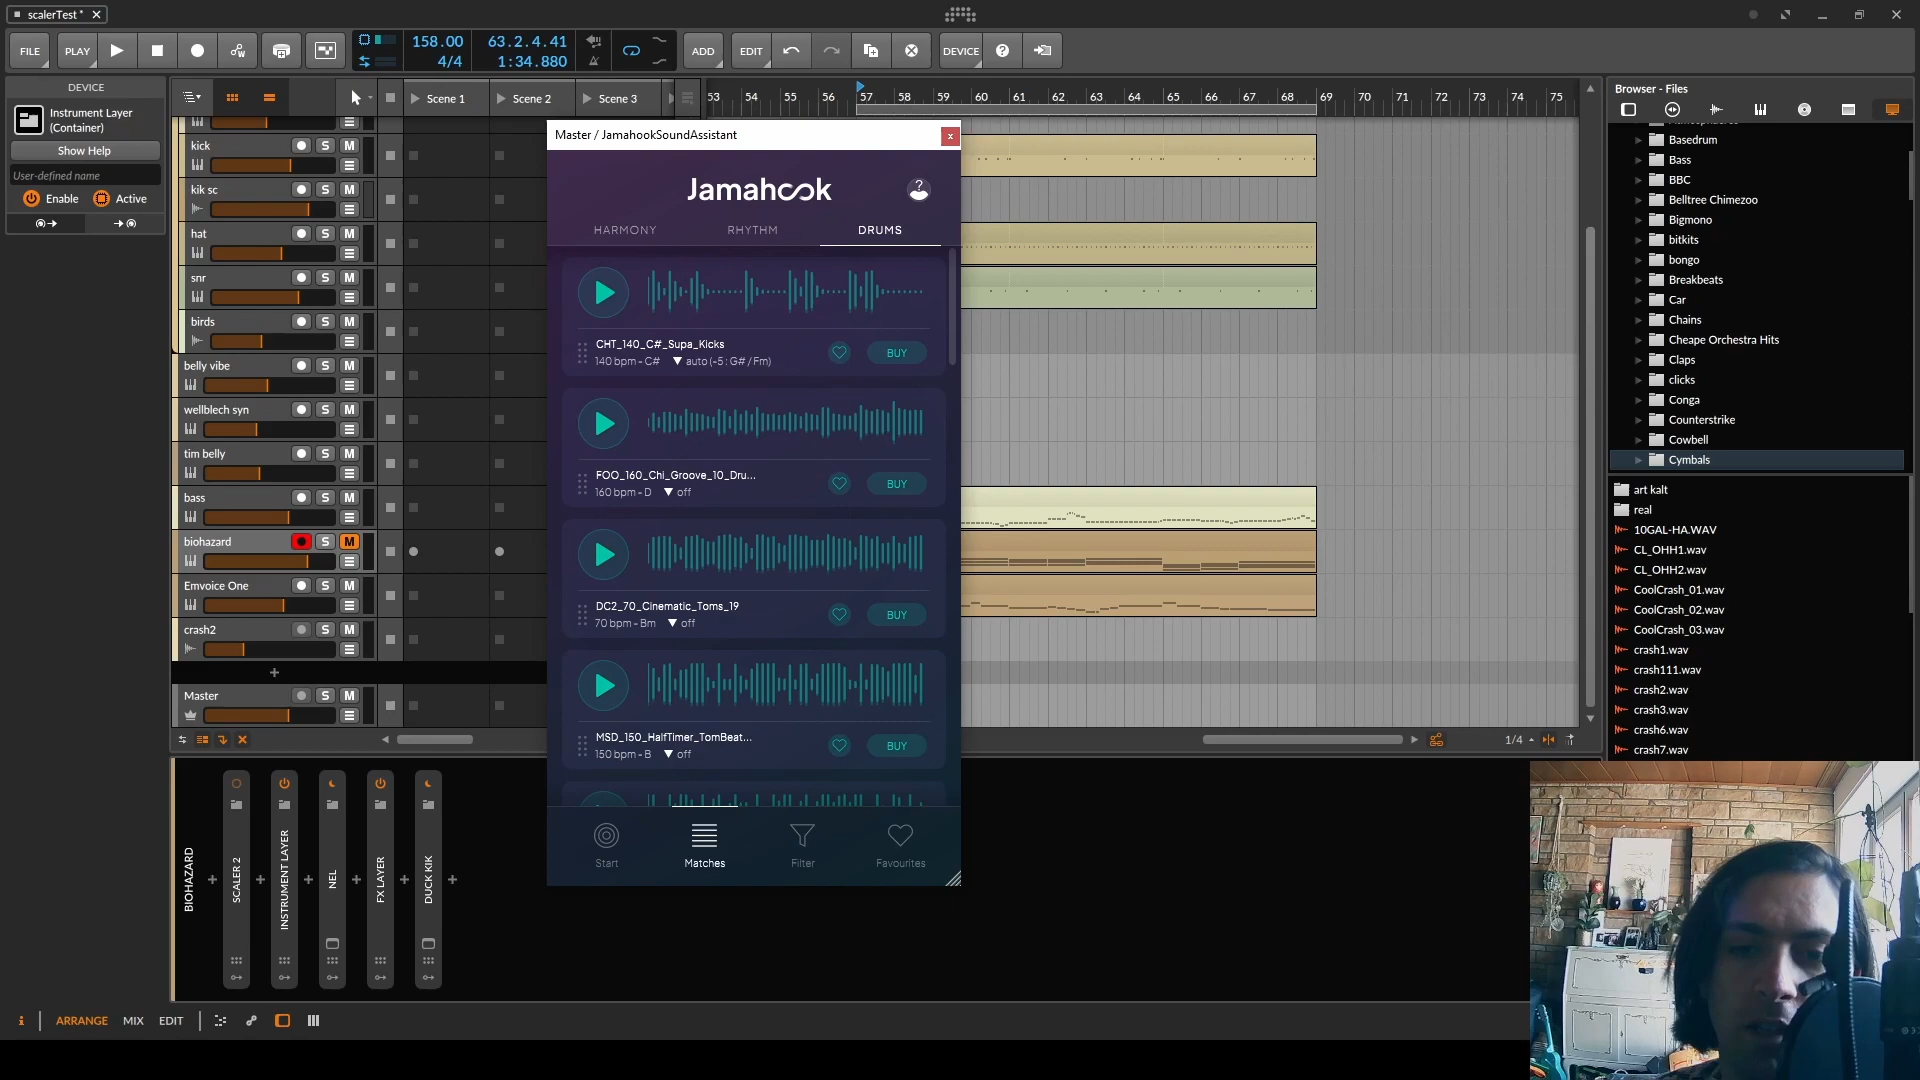 scalerTest *
FILE
PLAY
158.00
4/4
63.2.4.41
1:34.880
ADD
EDIT
DEVICE
DEVICE
Instrument Layer
(Container)
Show Help
User-defined name
Enable
Active
Scene 1
Scene 2
Scene 3
53 54 55 56 57 58 59 60 61 62 63 64 65 66 67 68 69 70 71 72 73 74 75
kick
S M
kik sc
S M
hat
S M
snr
S M
birds
S M
belly vibe
S M
wellblech syn
S M
tim belly
S M
bass
S M
biohazard
S M
Emvoice One
S M
crash2
S M
+
Master
S M
1/4
Master / JamahookSoundAssistant
x
Jamahook
?
HARMONY
RHYTHM
DRUMS
CHT_140_C#_Supa_Kicks
140 bpm - C# ▼ auto (-5 : G# / Fm)
BUY
FOO_160_Chi_Groove_10_Dru...
160 bpm - D ▼ off
BUY
DC2_70_Cinematic_Toms_19
70 bpm - Bm ▼ off
BUY
MSD_150_HalfTimer_TomBeat...
150 bpm - B ▼ off
BUY
Start
Matches
Filter
Favourites
Browser - Files
Basedrum
Bass
BBC
Belltree Chimezoo
Bigmono
bitkits
bongo
Breakbeats
Car
Chains
Cheape Orchestra Hits
Claps
clicks
Conga
Counterstrike
Cowbell
Cymbals
art kalt
real
10GAL-HA.WAV
CL_OHH1.wav
CL_OHH2.wav
CoolCrash_01.wav
CoolCrash_02.wav
CoolCrash_03.wav
crash1.wav
crash111.wav
crash2.wav
crash3.wav
crash6.wav
crash7.wav
BIOHAZARD
SCALER 2
INSTRUMENT LAYER
NEL
FX LAYER
DUCK KIK
i
ARRANGE
MIX
EDIT